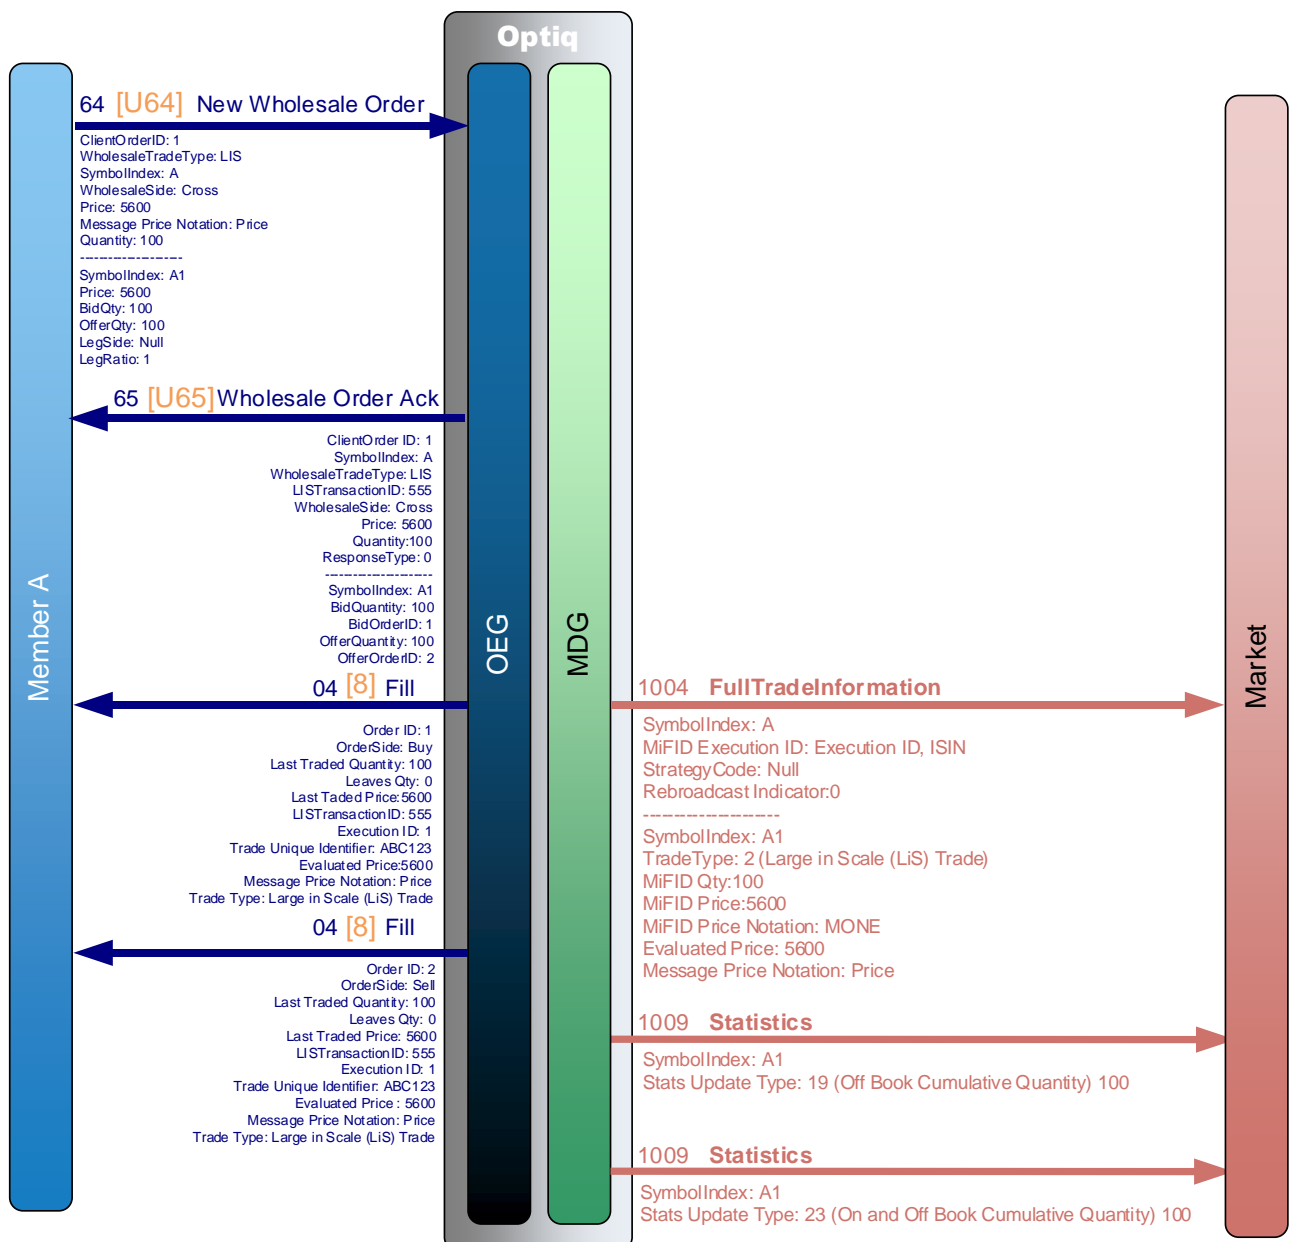 Optiq
64 [U64] New Wholesale Order
ClientOrderID: 1
WholesaleTradeType: LIS
SymbolIndex: A
WholesaleSide: Cross
Price: 5600
Message Price Notation: Price
Quantity: 100
----------------------
SymbolIndex: A1
Price: 5600
BidQty: 100
OfferQty: 100
LegSide: Null
LegRatio: 1
65 [U65] Wholesale Order Ack
ClientOrder ID: 1
SymbolIndex: A
WholesaleTradeType: LIS
LISTransactionID: 555
WholesaleSide: Cross
Price: 5600
Quantity:100
ResponseType: 0
-----------------------
SymbolIndex: A1
BidQuantity: 100
BidOrderID: 1
OfferQuantity: 100
OfferOrderID: 2
04 [8] Fill
Order ID: 1
OrderSide: Buy
Last Traded Quantity: 100
Leaves Qty: 0
Last Taded Price:5600
LISTransactionID: 555
Execution ID: 1
Trade Unique Identifier: ABC123
Evaluated Price:5600
Message Price Notation: Price
Trade Type: Large in Scale (LiS) Trade
04 [8] Fill
Order ID: 2
OrderSide: Sell
Last Traded Quantity: 100
Leaves Qty: 0
Last Traded Price: 5600
LISTransactionID: 555
Execution ID: 1
Trade Unique Identifier: ABC123
Evaluated Price : 5600
Message Price Notation: Price
Trade Type: Large in Scale (LiS) Trade
Member A
OEG
MDG
Market
1004 FullTradeInformation
SymbolIndex: A
MiFID Execution ID: Execution ID, ISIN
StrategyCode: Null
Rebroadcast Indicator:0
----------------------
SymbolIndex: A1
TradeType: 2 (Large in Scale (LiS) Trade)
MiFID Qty:100
MiFID Price:5600
MiFID Price Notation: MONE
Evaluated Price: 5600
Message Price Notation: Price
1009 Statistics
SymbolIndex: A1
Stats Update Type: 19 (Off Book Cumulative Quantity) 100
1009 Statistics
SymbolIndex: A1
Stats Update Type: 23 (On and Off Book Cumulative Quantity) 100